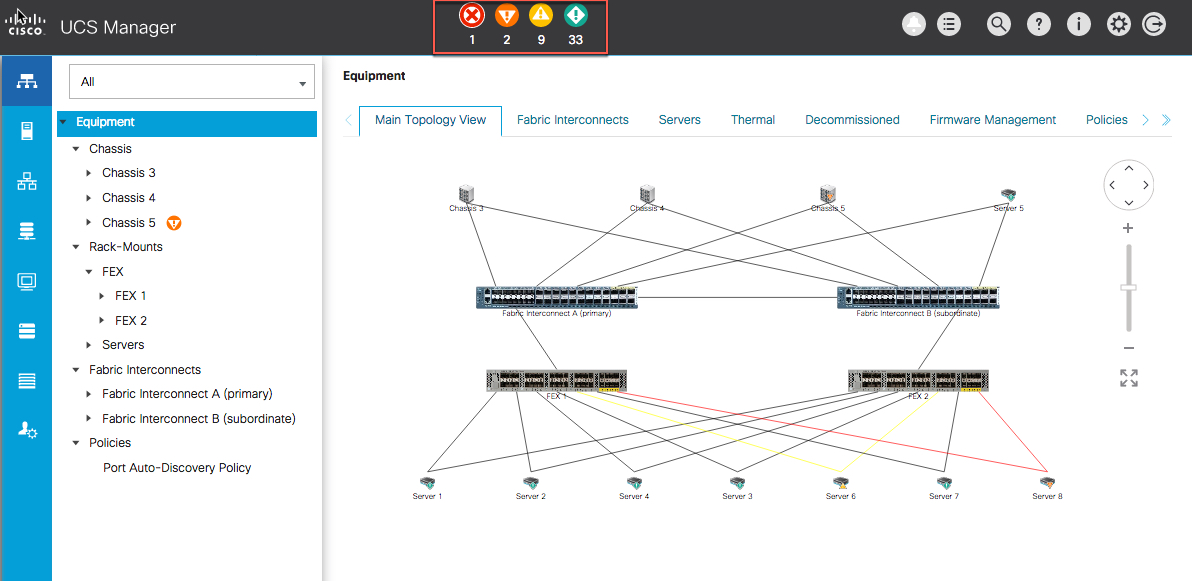 cisco UCS Manager
1 2 9 33
All
Equipment
Chassis
Chassis 3
Chassis 4
Chassis 5
Rack-Mounts
FEX
FEX 1
FEX 2
Servers
Fabric Interconnects
Fabric Interconnect A (primary)
Fabric Interconnect B (subordinate)
Policies
Port Auto-Discovery Policy
Equipment
Main Topology View Fabric Interconnects Servers Thermal Decommissioned Firmware Management Policies
Chassis 3 Chassis 4 Chassis 5 Server 5
Fabric Interconnect A (primary) Fabric Interconnect B (subordinate)
FEX 1 FEX 2
Server 1 Server 2 Server 4 Server 3 Server 6 Server 7 Server 8